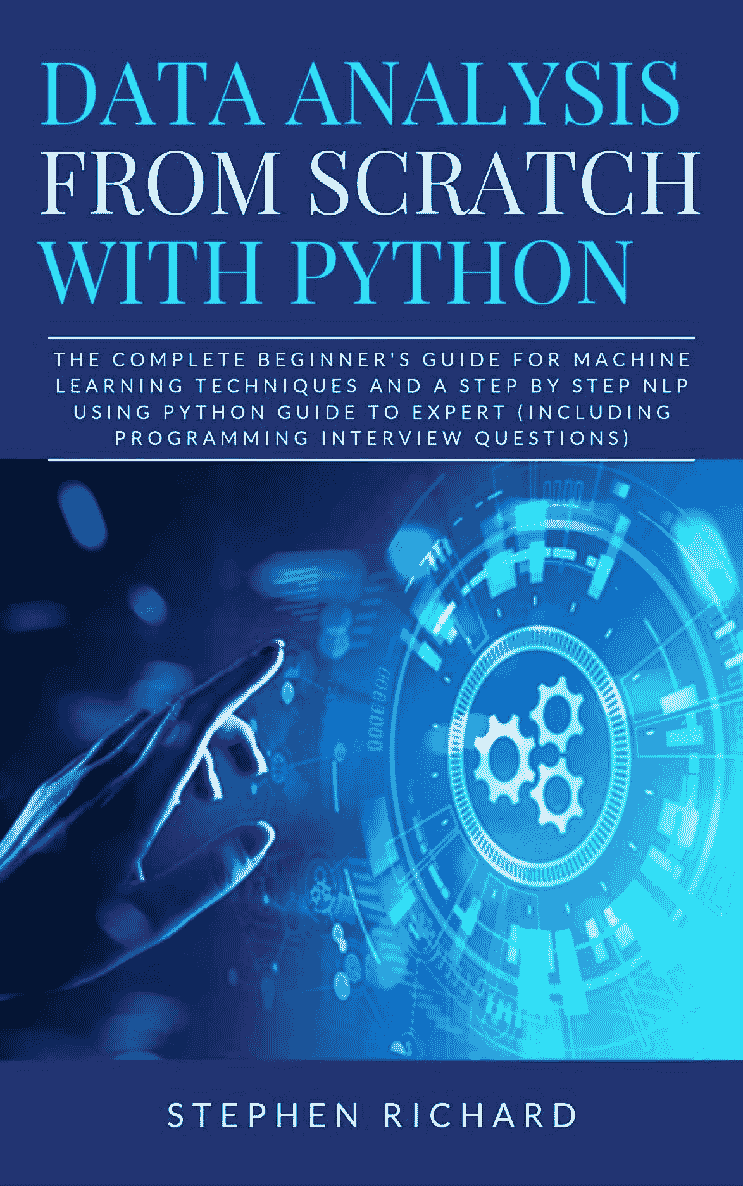 DATA ANALYSIS
FROM SCRATCH
WITH PYTHON
THE COMPLETE BEGINNER'S GUIDE FOR MACHINE
LEARNING TECHNIQUES AND A STEP BY STEP NLP
USING PYTHON GUIDE TO EXPERT (INCLUDING
PROGRAMMING INTERVIEW QUESTIONS)
STEPHEN RICHARD